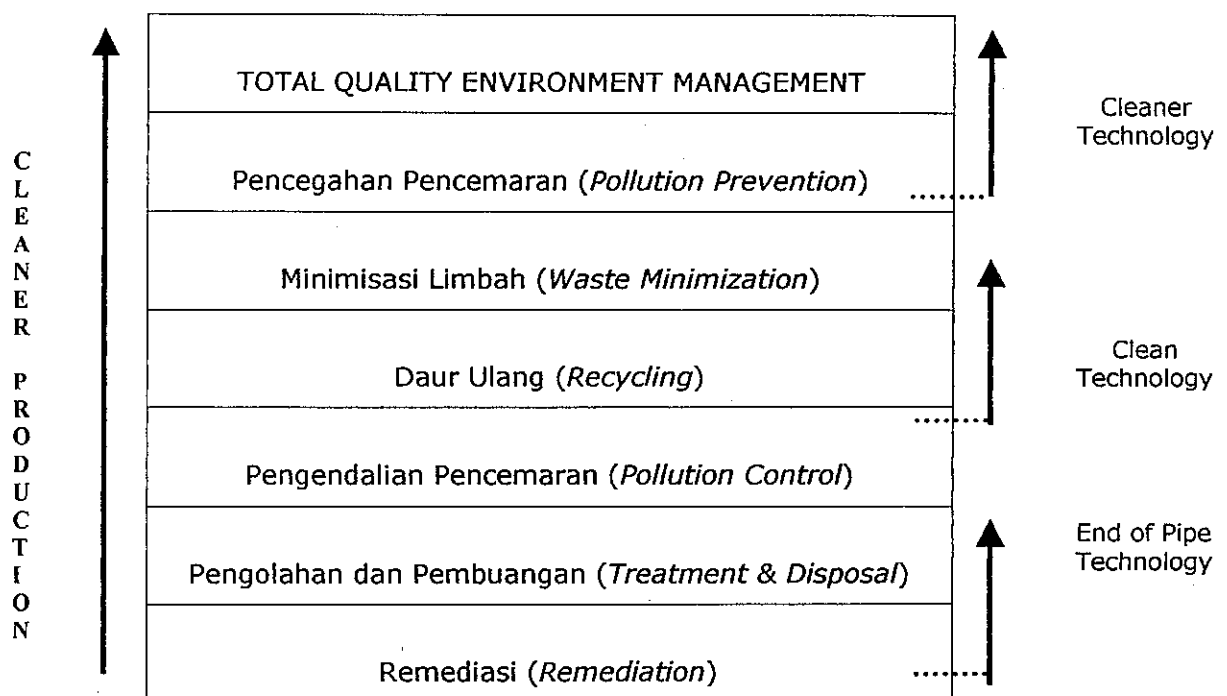 CLEANER PRODUCTION
TOTAL QUALITY ENVIRONMENT MANAGEMENT
Pencegahan Pencemaran (Pollution Prevention)
Minimisasi Limbah (Waste Minimization)
Daur Ulang (Recycling)
Pengendalian Pencemaran (Pollution Control)
Pengolahan dan Pembuangan (Treatment & Disposal)
Remediasi (Remediation)
Cleaner
Technology
Clean
Technology
End of Pipe
Technology